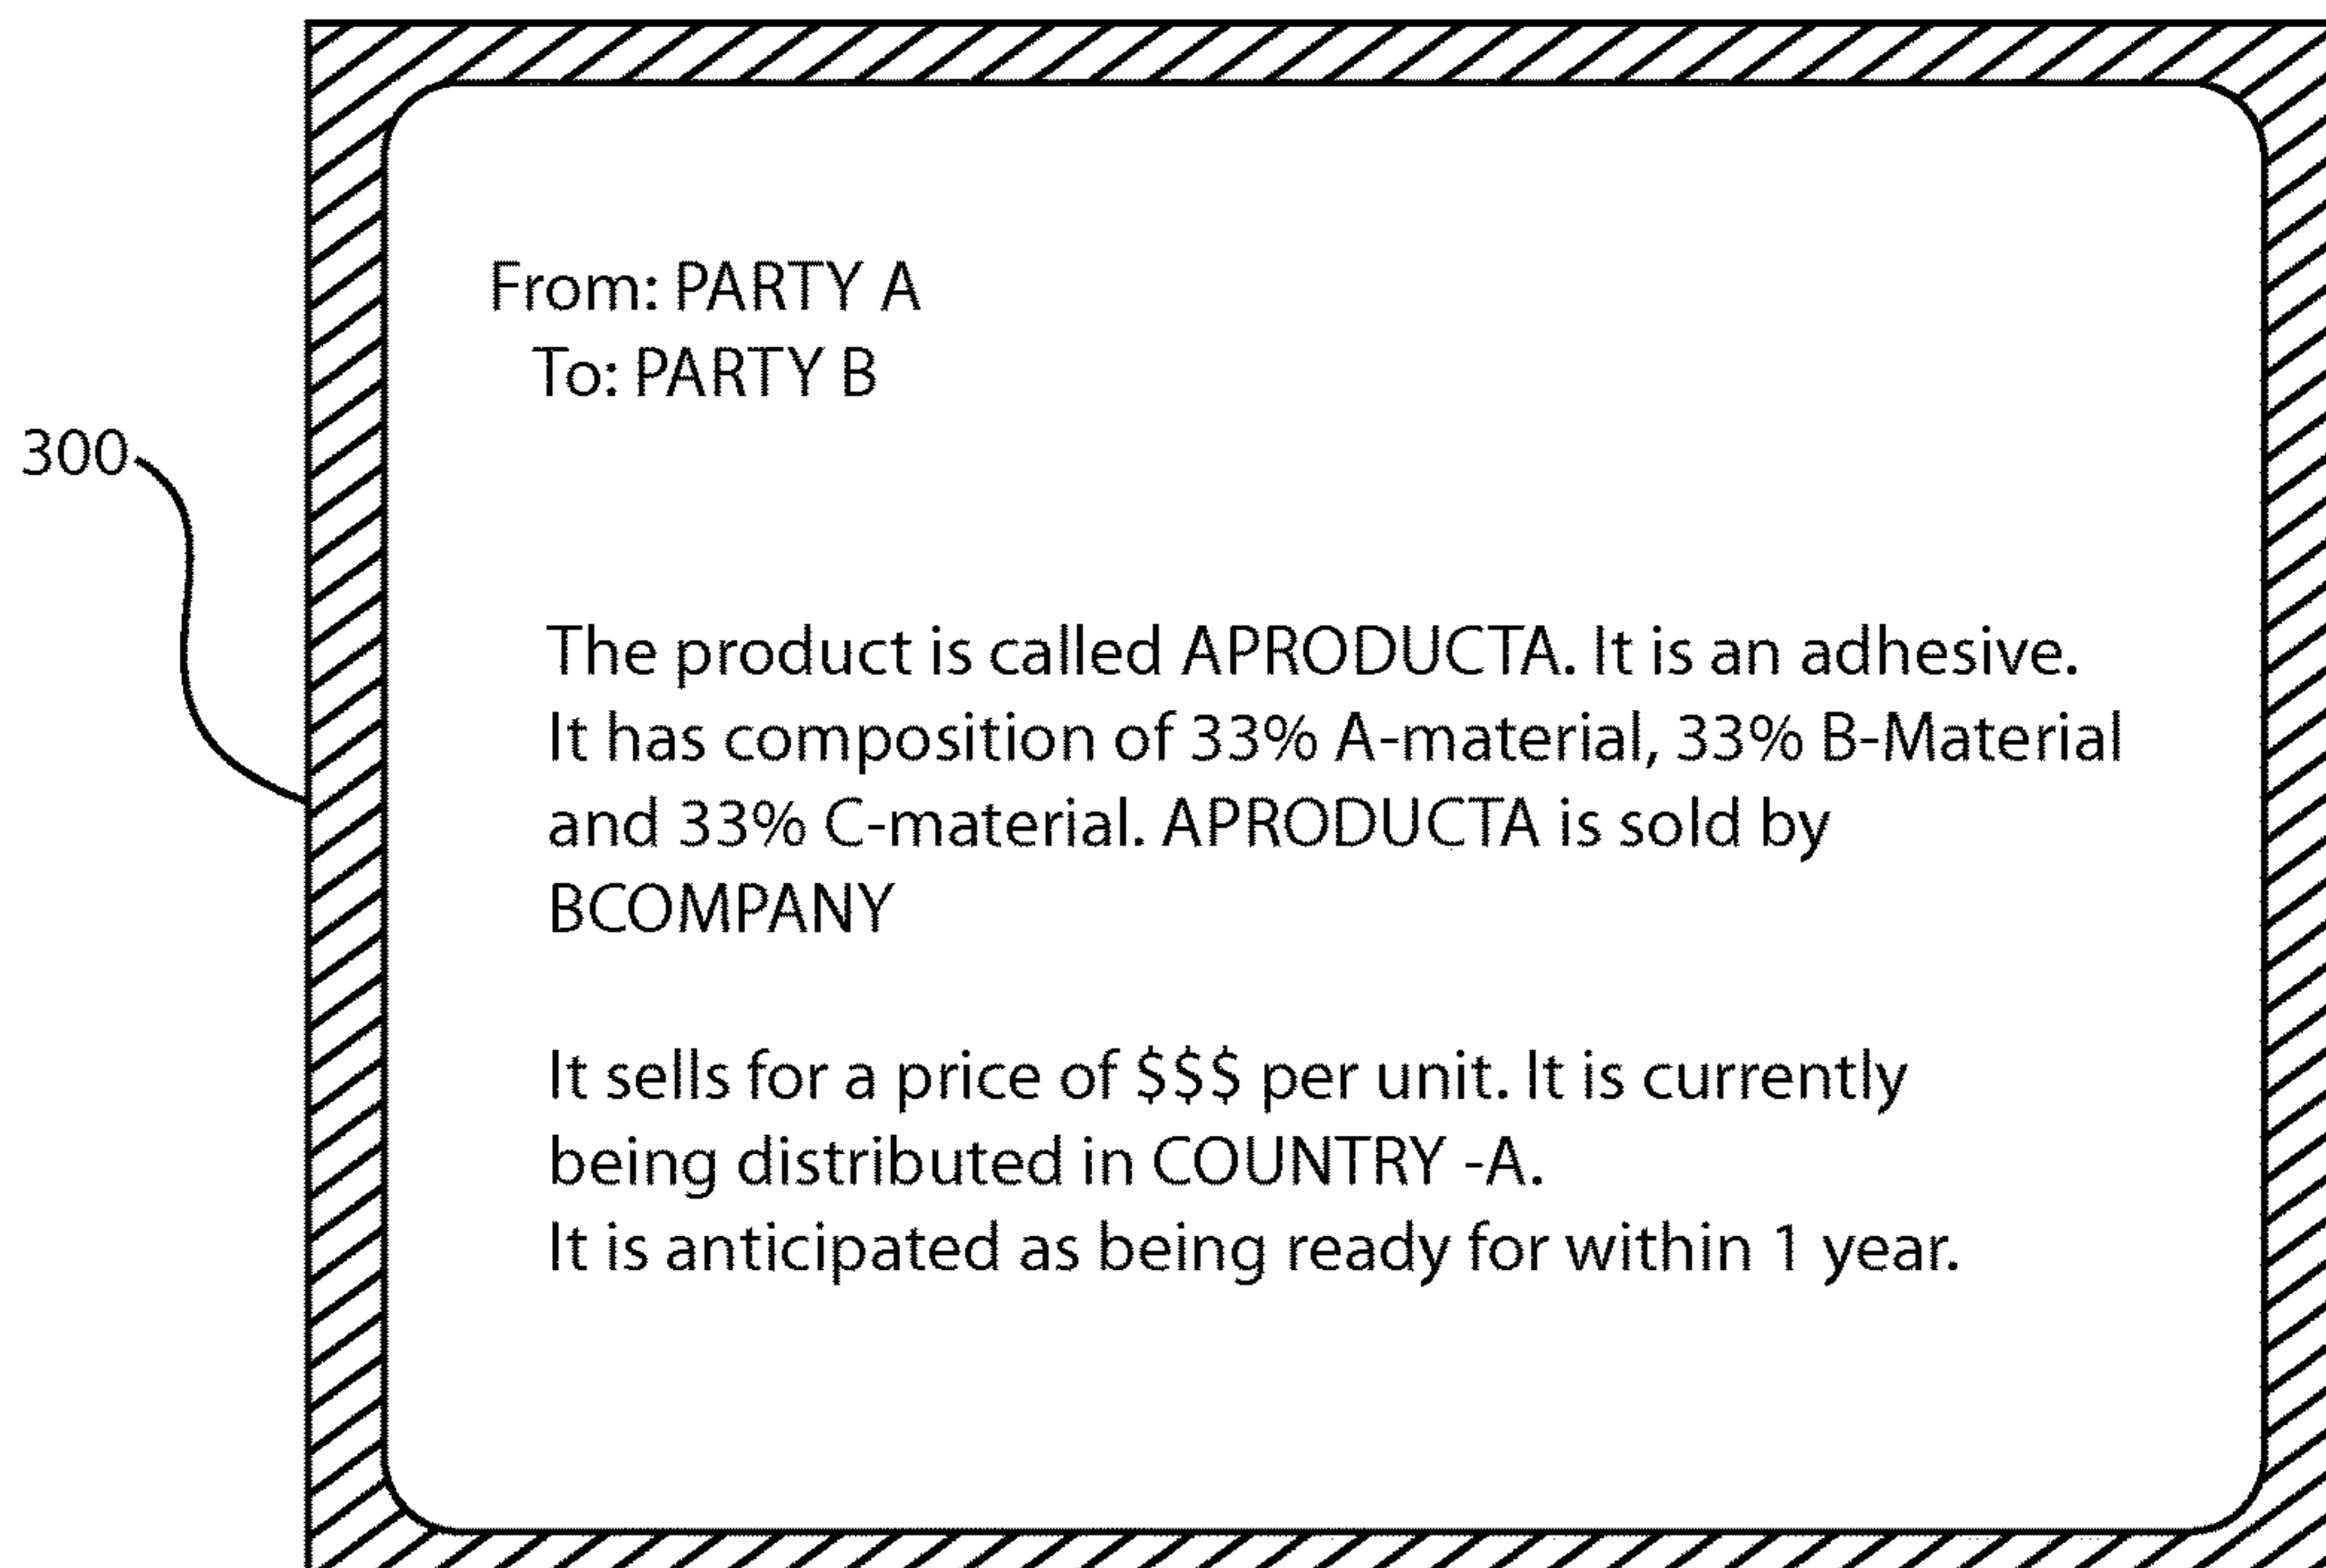 From: PARTY A
To: PARTY B
300
The product is called APRODUCTA. It is an adhesive.
It has composition of 33% A-material, 33% B-Material
and 33% C-material. APRODUCTA is sold by
BCOMPANY
It sells for a price of $$$ per unit. It is currently
being distributed in COUNTRY -A.
It is anticipated as being ready for within 1 year.